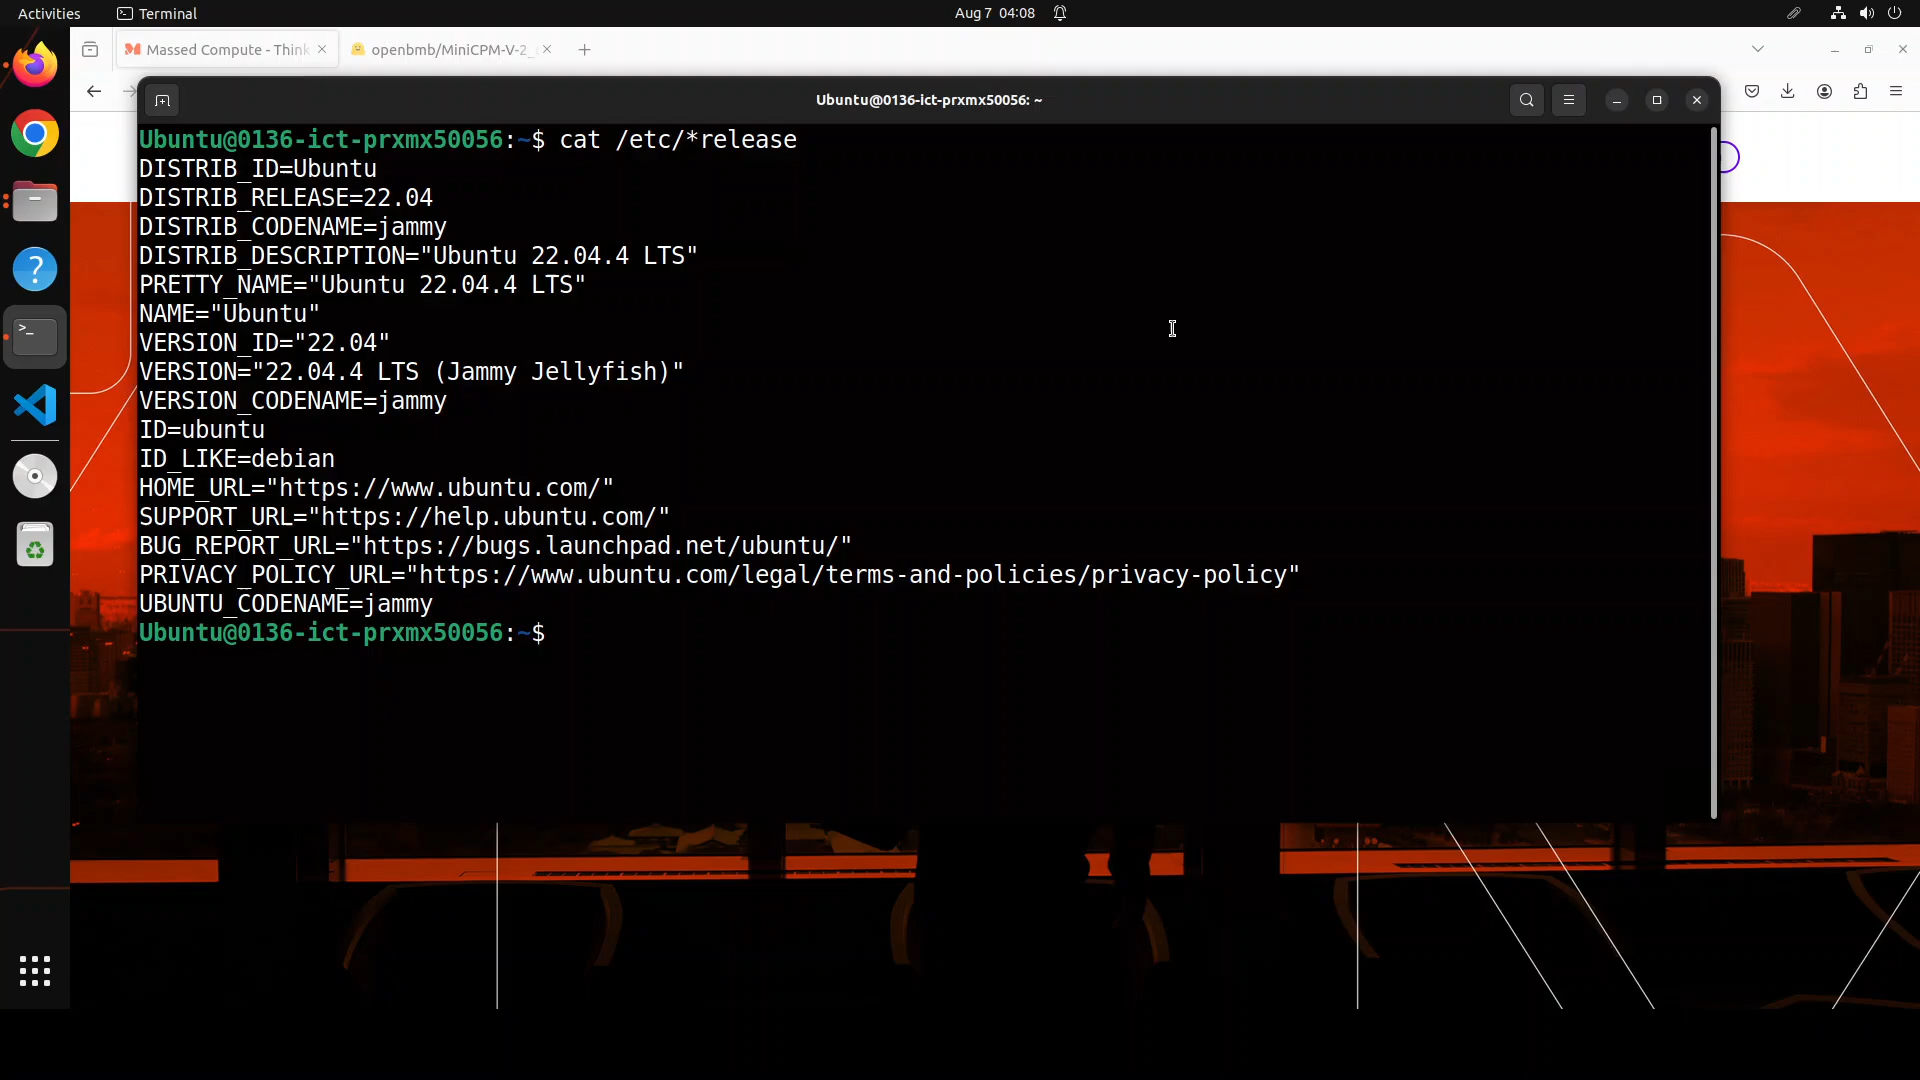 Activities Terminal Aug 7 04:08
Massed Compute - Think openbmb/MiniCPM-V-2_
Ubuntu@0136-ict-prxmx50056: ~
Ubuntu@0136-ict-prxmx50056:~$ cat /etc/*release
DISTRIB_ID=Ubuntu
DISTRIB_RELEASE=22.04
DISTRIB_CODENAME=jammy
DISTRIB_DESCRIPTION="Ubuntu 22.04.4 LTS"
PRETTY_NAME="Ubuntu 22.04.4 LTS"
NAME="Ubuntu"
VERSION_ID="22.04"
VERSION="22.04.4 LTS (Jammy Jellyfish)"
VERSION_CODENAME=jammy
ID=ubuntu
ID_LIKE=debian
HOME_URL="https://www.ubuntu.com/"
SUPPORT_URL="https://help.ubuntu.com/"
BUG_REPORT_URL="https://bugs.launchpad.net/ubuntu/"
PRIVACY_POLICY_URL="https://www.ubuntu.com/legal/terms-and-policies/privacy-policy"
UBUNTU_CODENAME=jammy
Ubuntu@0136-ict-prxmx50056:~$